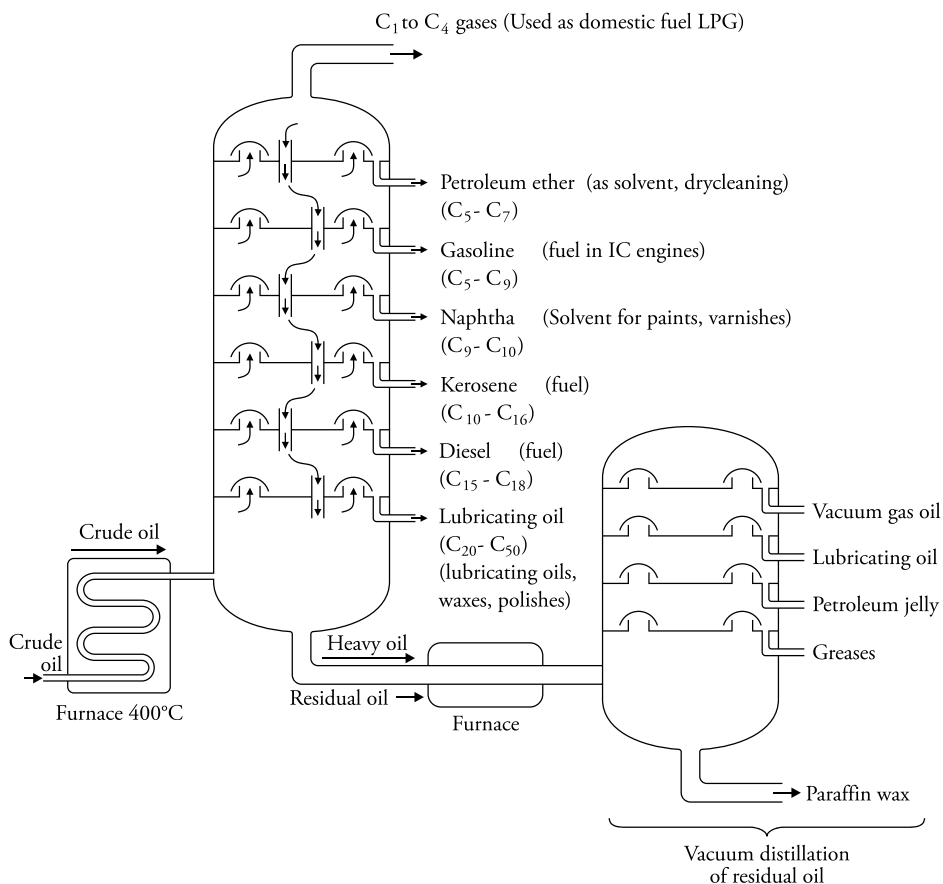 C₁ to C₄ gases (Used as domestic fuel LPG)
Petroleum ether (as solvent, drycleaning)
(C₅- C₇)
Gasoline (fuel in IC engines)
(C₅- C₉)
Naphtha (Solvent for paints, varnishes)
(C₉- C₁₀)
Kerosene (fuel)
(C₁₀ - C₁₆)
Diesel (fuel)
(C₁₅ - C₁₈)
Lubricating oil
(C₂₀- C₅₀)
(lubricating oils,
waxes, polishes)
Crude oil
Crude
oil
Furnace 400°C
Heavy oil
Residual oil
Furnace
Vacuum gas oil
Lubricating oil
Petroleum jelly
Greases
Paraffin wax
Vacuum distillation
of residual oil